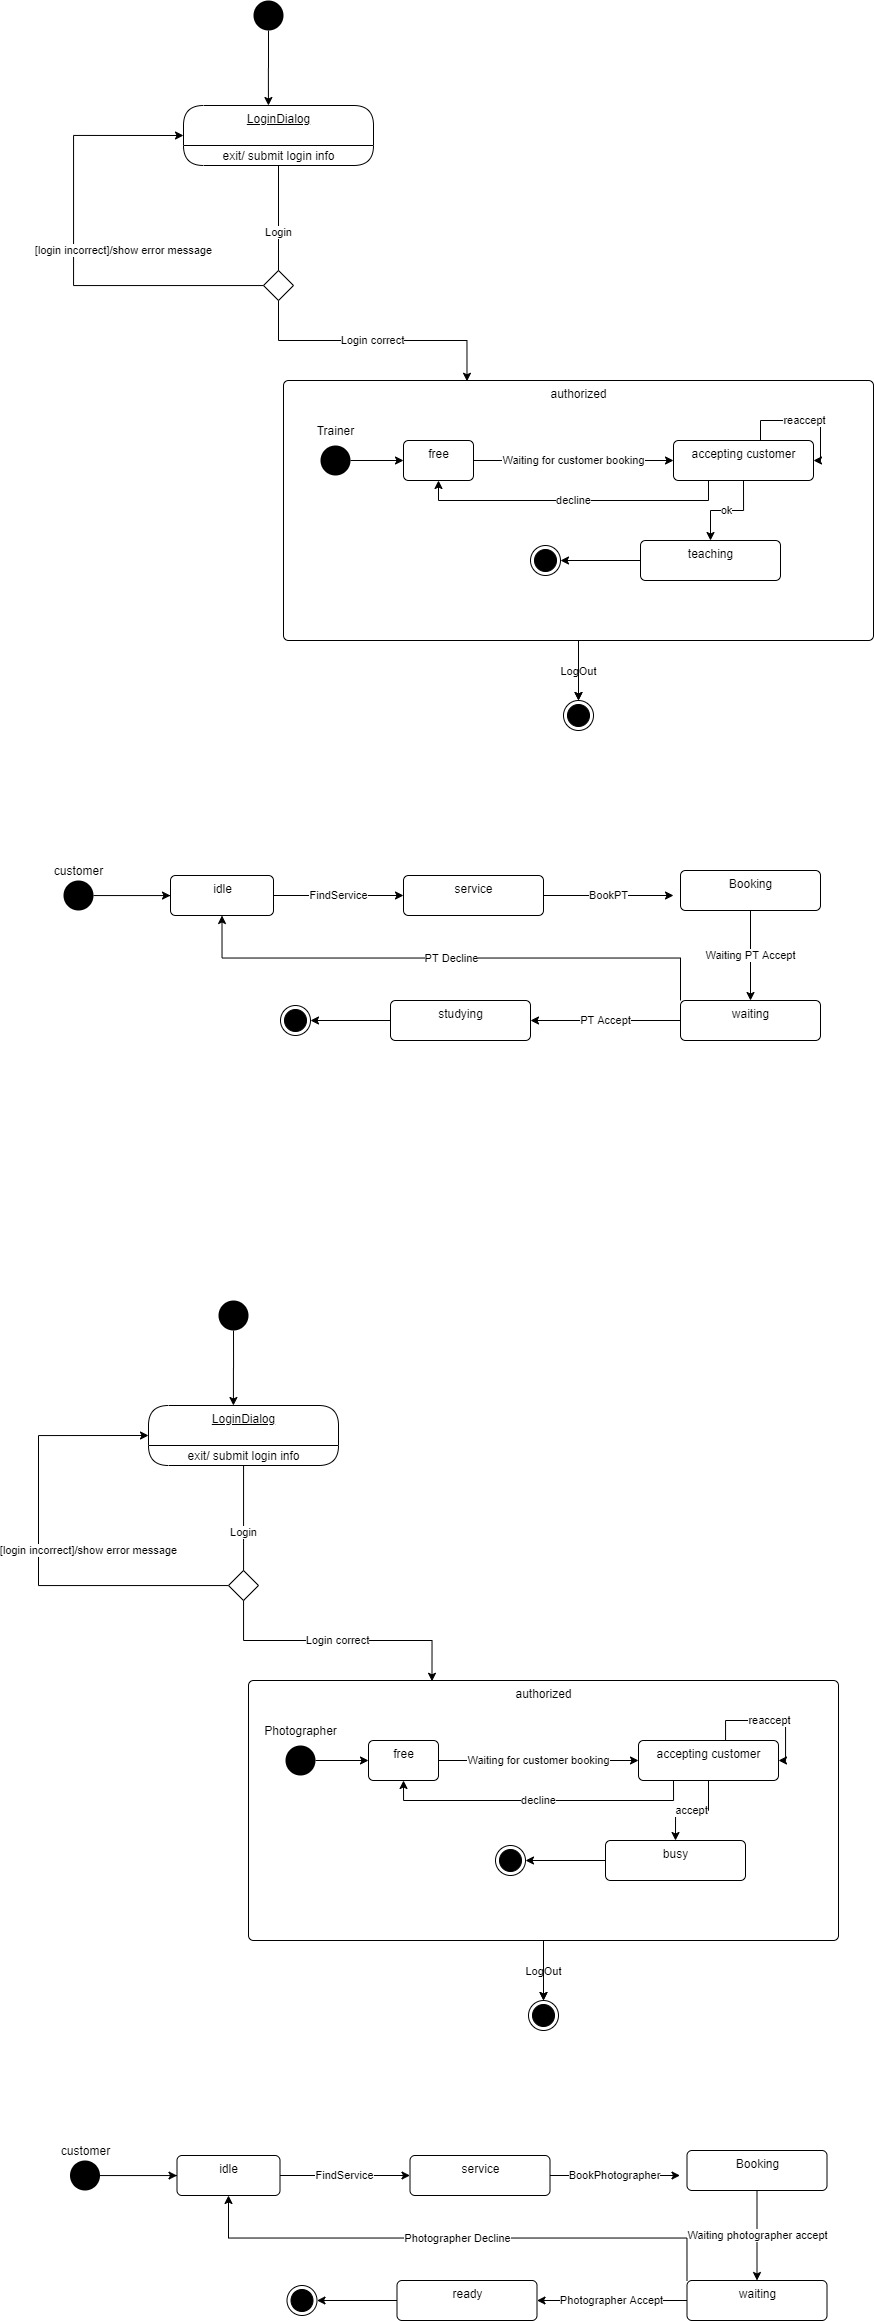 LoginDialog
exit/ submit login info
Login
[login incorrect]/show error message
Login correct
authorized
Trainer
free
Waiting for customer booking
accepting customer
reaccept
decline
ok
teaching
LogOut
customer
idle
FindService
service
BookPT
Booking
Waiting PT Accept
PT Decline
studying
PT Accept
waiting
LoginDialog
exit/ submit login info
Login
[login incorrect]/show error message
Login correct
authorized
Photographer
free
Waiting for customer booking
accepting customer
reaccept
decline
accept
busy
LogOut
customer
idle
FindService
service
BookPhotographer
Booking
Waiting photographer accept
Photographer Decline
ready
Photographer Accept
waiting